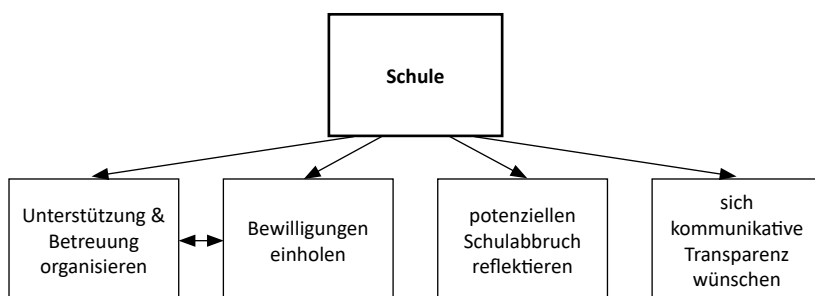 Schule
Unterstützung &
Betreuung
organisieren
Bewilligungen
einholen
potenziellen
Schulabbruch
reflektieren
sich
kommunikative
Transparenz
wünschen